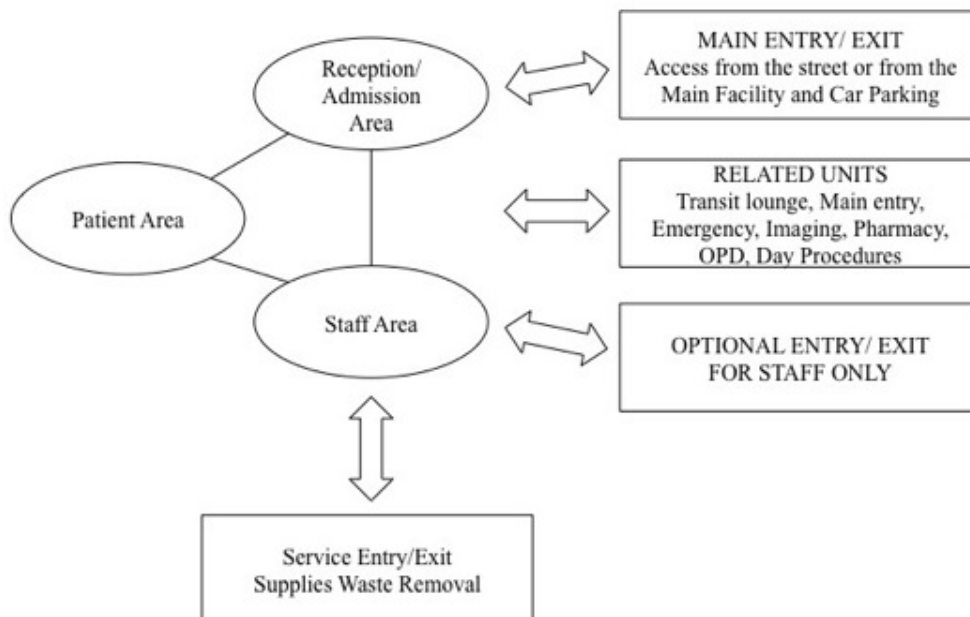 Reception/
Admission
Area
MAIN ENTRY/ EXIT
Access from the street or from the
Main Facility and Car Parking
Patient Area
RELATED UNITS
Transit lounge, Main entry,
Emergency, Imaging, Pharmacy,
OPD, Day Procedures
Staff Area
OPTIONAL ENTRY/ EXIT
FOR STAFF ONLY
Service Entry/Exit
Supplies Waste Removal